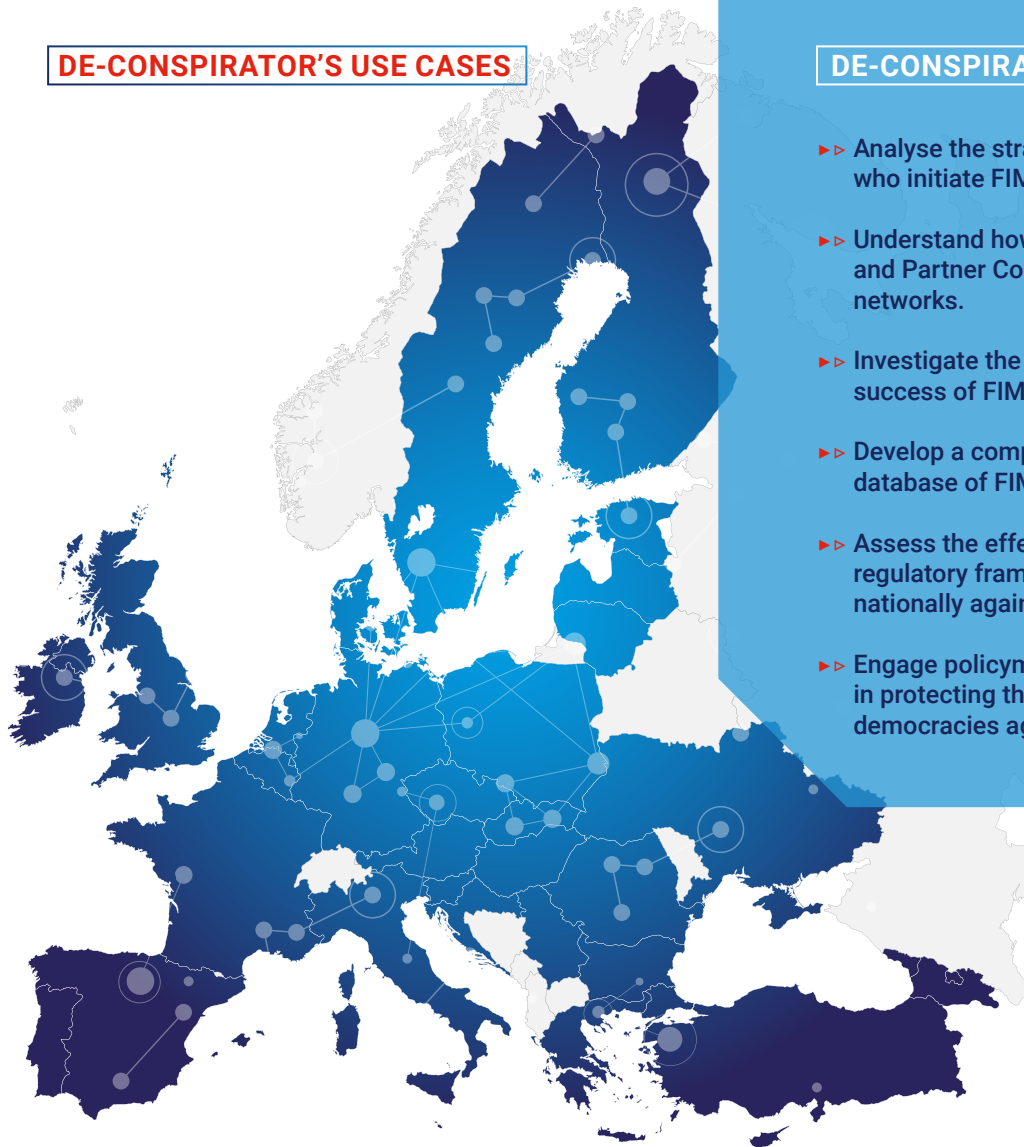 DE-CONSPIRATOR’S USE CASES
DE-CONSPIRA
▶▷ Analyse the stra
who initiate FIM
▶▷ Understand how
and Partner Co
networks.
▶▷ Investigate the
success of FIM
▶▷ Develop a comp
database of FIM
▶▷ Assess the effe
regulatory fram
nationally again
▶▷ Engage policym
in protecting th
democracies ag